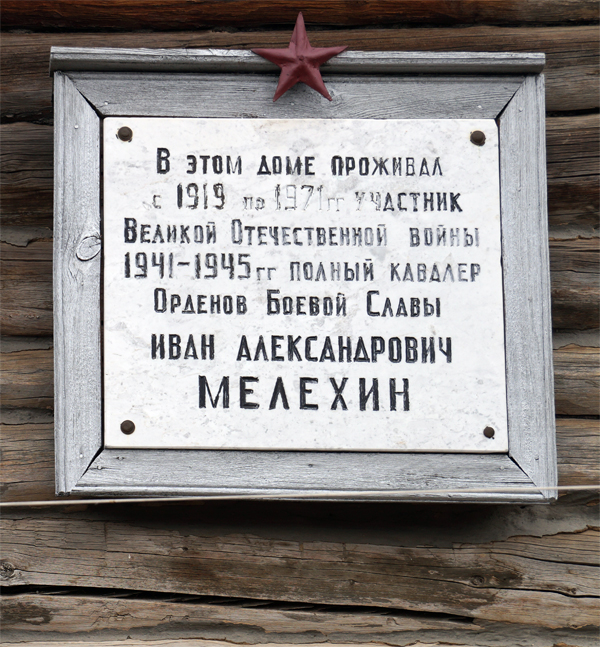 В этом доме проживал
с 1919 по 1971гг участник
Великой Отечественной войны
1941-1945гг полный кавалер
Орденов Боевой Славы
ИВАН АЛЕКСАНДРОВИЧ
МЕЛЕХИН